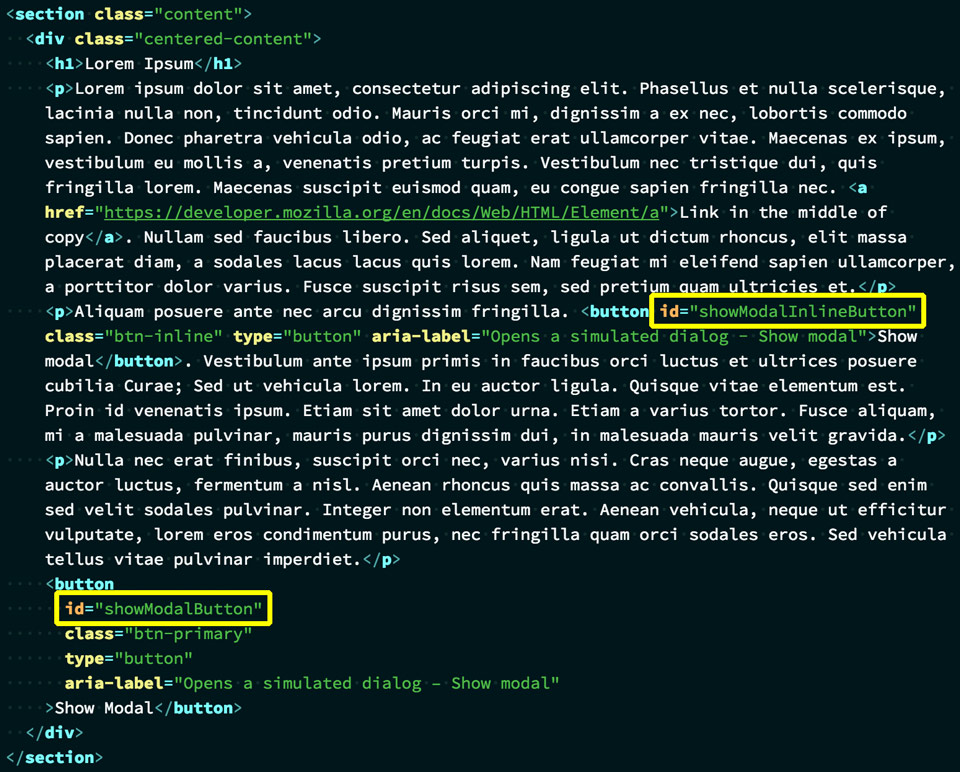 <section class="content">
<div class="centered-content">
<h1>Lorem Ipsum</h1>
<p>Lorem ipsum dolor sit amet, consectetur adipiscing elit. Phasellus et nulla scelerisque,
lacinia nulla non, tincidunt odio. Mauris orci mi, dignissim a ex nec, lobortis commodo
sapien. Donec pharetra vehicula odio, ac feugiat erat ullamcorper vitae. Maecenas ex ipsum,
vestibulum eu mollis a, venenatis pretium turpis. Vestibulum nec tristique dui, quis
fringilla lorem. Maecenas suscipit euismod quam, eu congue sapien fringilla nec. <a
href="https://developer.mozilla.org/en/docs/Web/HTML/Element/a">Link in the middle of
copy</a>. Nullam sed faucibus libero. Sed aliquet, ligula ut dictum rhoncus, elit massa
placerat diam, a sodales lacus lacus quis lorem. Nam feugiat mi eleifend sapien ullamcorper,
a porttitor dolor varius. Fusce suscipit risus sem, sed pretium quam ultricies et.</p>
<p>Aliquam posuere ante nec arcu dignissim fringilla. <button id="showModalInlineButton"
class="btn-inline" type="button" aria-label="Opens a simulated dialog – Show modal">Show
modal</button>. Vestibulum ante ipsum primis in faucibus orci luctus et ultrices posuere
cubilia Curae; Sed ut vehicula lorem. In eu auctor ligula. Quisque vitae elementum est.
Proin id venenatis ipsum. Etiam sit amet dolor urna. Etiam a varius tortor. Fusce aliquam,
mi a malesuada pulvinar, mauris purus dignissim dui, in malesuada mauris velit gravida.</p>
<p>Nulla nec erat finibus, suscipit orci nec, varius nisi. Cras neque augue, egestas a
auctor luctus, fermentum a nisl. Aenean rhoncus quis massa ac convallis. Quisque sed enim
sed velit sodales pulvinar. Integer non elementum erat. Aenean vehicula, neque ut efficitur
vulputate, lorem eros condimentum purus, nec fringilla quam orci sodales eros. Sed vehicula
tellus vitae pulvinar imperdiet.</p>
<button
id="showModalButton"
class="btn-primary"
type="button"
aria-label="Opens a simulated dialog – Show modal"
>Show Modal</button>
</div>
</section>